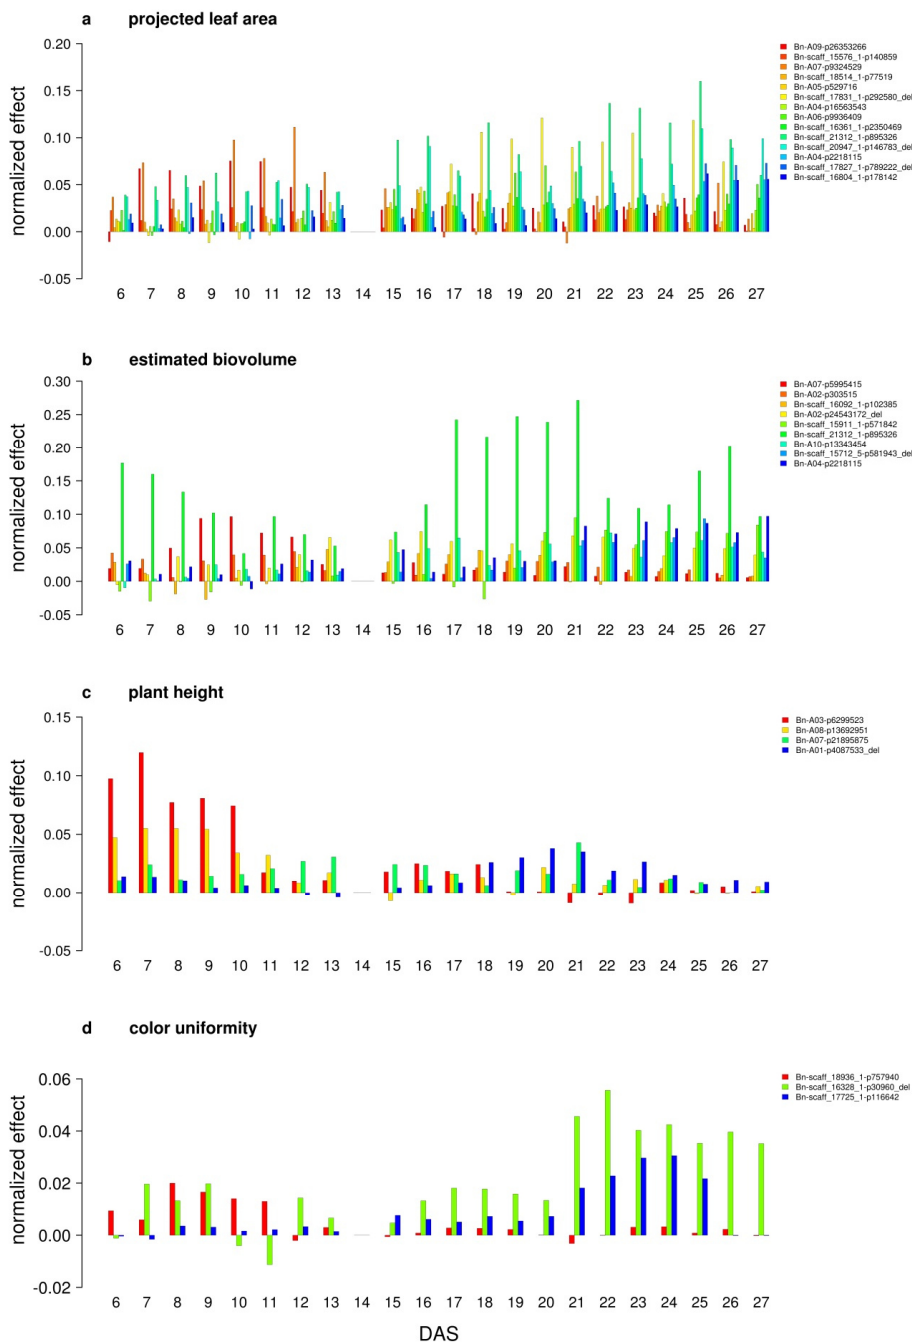 a projected leaf area
normalized effect
0.20
0.15
0.10
0.05
0.00
-0.05
6 7 8 9 10 11 12 13 14 15 16 17 18 19 20 21 22 23 24 25 26 27
Bn-A09-p26353266
Bn-scaff_15576_1-p140859
Bn-A07-p9324529
Bn-scaff_18514_1-p77519
Bn-A05-p529716
Bn-scaff_17831_1-p292580_del
Bn-A04-p16563543
Bn-A06-p9936409
Bn-scaff_16361_1-p2350469
Bn-scaff_21312_1-p895326
Bn-scaff_20947_1-p146783_del
Bn-A04-p2218115
Bn-scaff_17827_1-p789222_del
Bn-scaff_16804_1-p178142
b estimated biovolume
normalized effect
0.30
0.25
0.20
0.15
0.10
0.05
0.00
-0.05
6 7 8 9 10 11 12 13 14 15 16 17 18 19 20 21 22 23 24 25 26 27
Bn-A07-p5995415
Bn-A02-p303515
Bn-scaff_16092_1-p102385
Bn-A02-p24543172_del
Bn-scaff_15911_1-p571842
Bn-scaff_21312_1-p895326
Bn-A10-p13343454
Bn-scaff_15712_5-p581943_del
Bn-A04-p2218115
c plant height
normalized effect
0.15
0.10
0.05
0.00
-0.05
6 7 8 9 10 11 12 13 14 15 16 17 18 19 20 21 22 23 24 25 26 27
Bn-A03-p6299523
Bn-A08-p13692951
Bn-A07-p21895875
Bn-A01-p4087533_del
d color uniformity
normalized effect
0.06
0.04
0.02
0.00
-0.02
6 7 8 9 10 11 12 13 14 15 16 17 18 19 20 21 22 23 24 25 26 27
Bn-scaff_18936_1-p757940
Bn-scaff_16328_1-p30960_del
Bn-scaff_17725_1-p116642
DAS